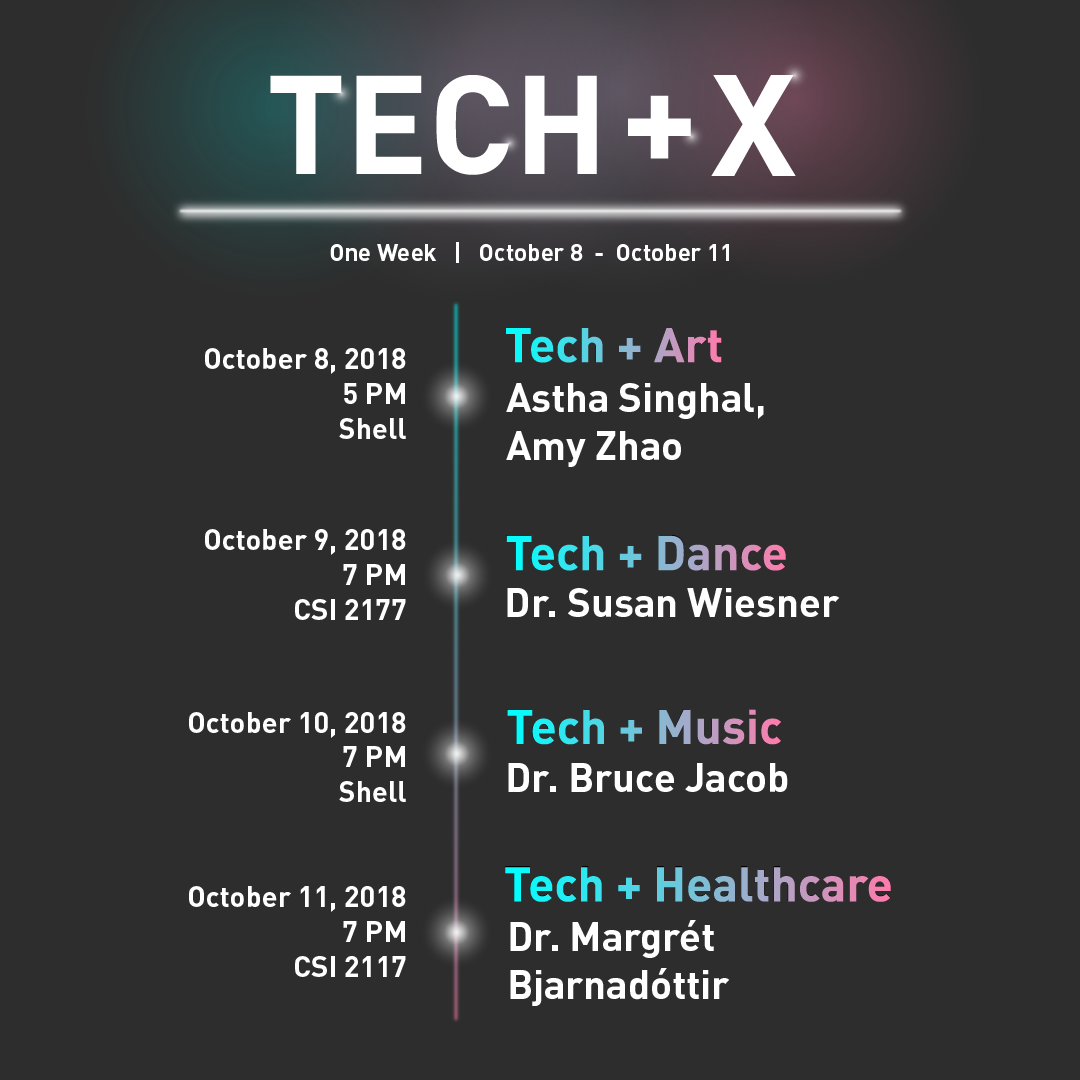 TECH + X
One Week | October 8 - October 11
October 8, 2018
5 PM
Shell
Tech + Art
Astha Singhal,
Amy Zhao
October 9, 2018
7 PM
CSI 2177
Tech + Dance
Dr. Susan Wiesner
October 10, 2018
7 PM
Shell
Tech + Music
Dr. Bruce Jacob
October 11, 2018
7 PM
CSI 2117
Tech + Healthcare
Dr. Margrét
Bjarnadóttir